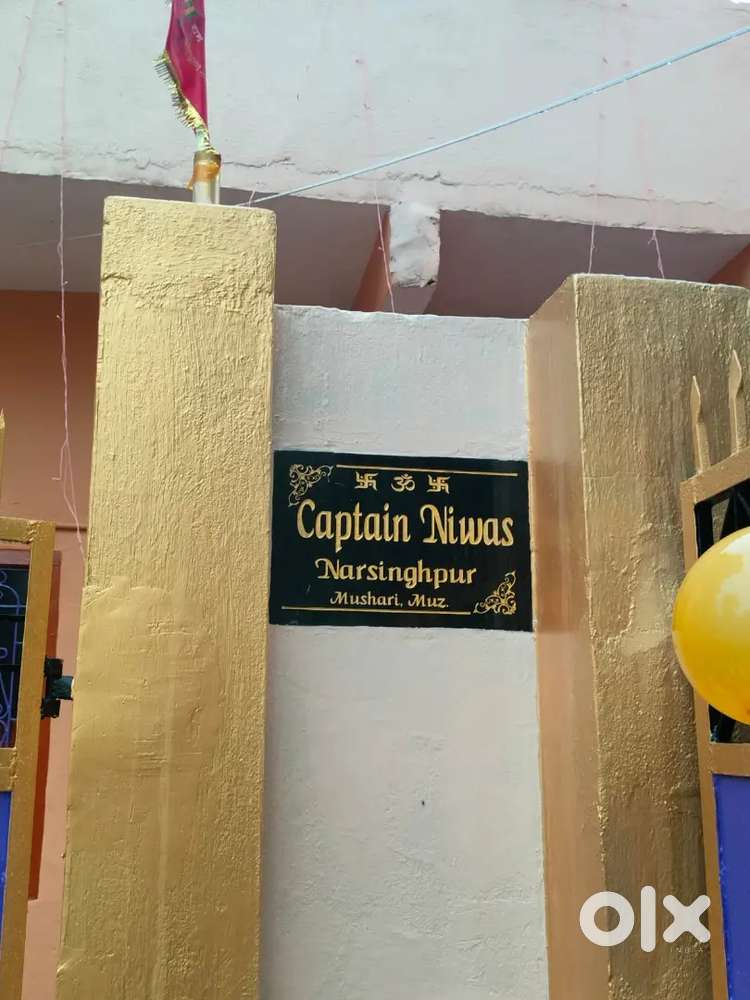 卐 ॐ 卐
Captain Niwas
Narsinghpur
Mushari, Muz.
olx